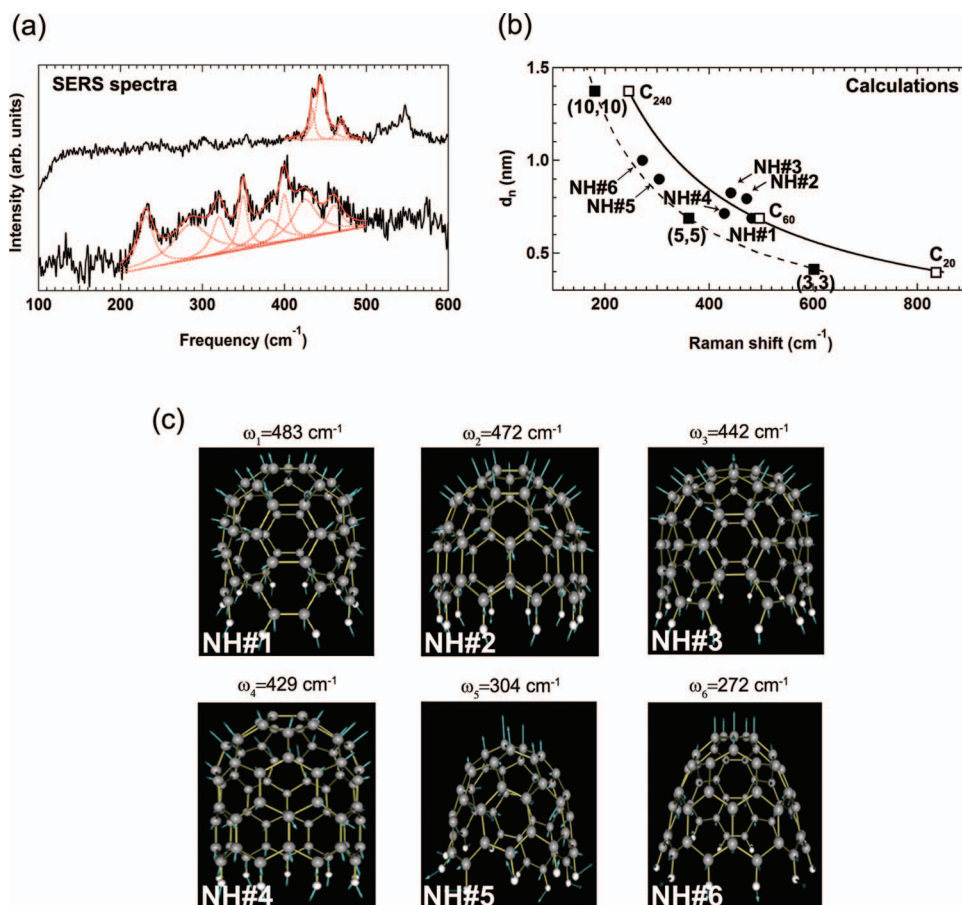 (a)
SERS spectra
Intensity (arb. units)
100 200 300 400 500 600
Frequency (cm⁻¹)
(b)
Calculations
dₙ (nm)
1.5
1.0
0.5
(10,10)
C₂₄₀
NH#3
NH#2
NH#6
NH#5
NH#4
C₆₀
(5,5)
NH#1
C₂₀
(3,3)
200 400 600 800
Raman shift (cm⁻¹)
(c)
ω₁=483 cm⁻¹
ω₂=472 cm⁻¹
ω₃=442 cm⁻¹
NH#1
NH#2
NH#3
ω₄=429 cm⁻¹
ω₅=304 cm⁻¹
ω₆=272 cm⁻¹
NH#4
NH#5
NH#6